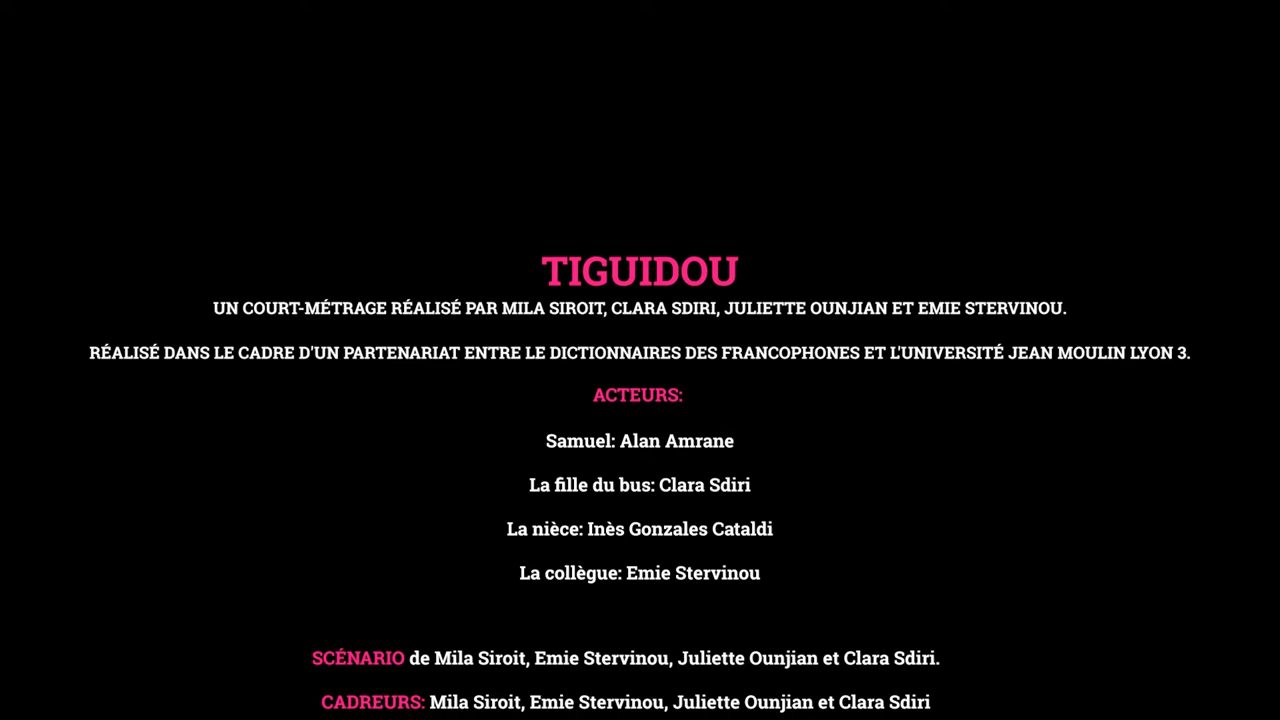 TIGUIDOU
UN COURT-MÉTRAGE RÉALISÉ PAR MILA SIROIT, CLARA SDIRI, JULIETTE OUNJIAN ET EMIE STERVINOU.
RÉALISÉ DANS LE CADRE D'UN PARTENARIAT ENTRE LE DICTIONNAIRES DES FRANCOPHONES ET L'UNIVERSITÉ JEAN MOULIN LYON 3.
ACTEURS:
Samuel: Alan Amrane
La fille du bus: Clara Sdiri
La nièce: Inès Gonzales Cataldi
La collègue: Emie Stervinou
SCÉNARIO de Mila Siroit, Emie Stervinou, Juliette Ounjian et Clara Sdiri.
CADREURS: Mila Siroit, Emie Stervinou, Juliette Ounjian et Clara Sdiri